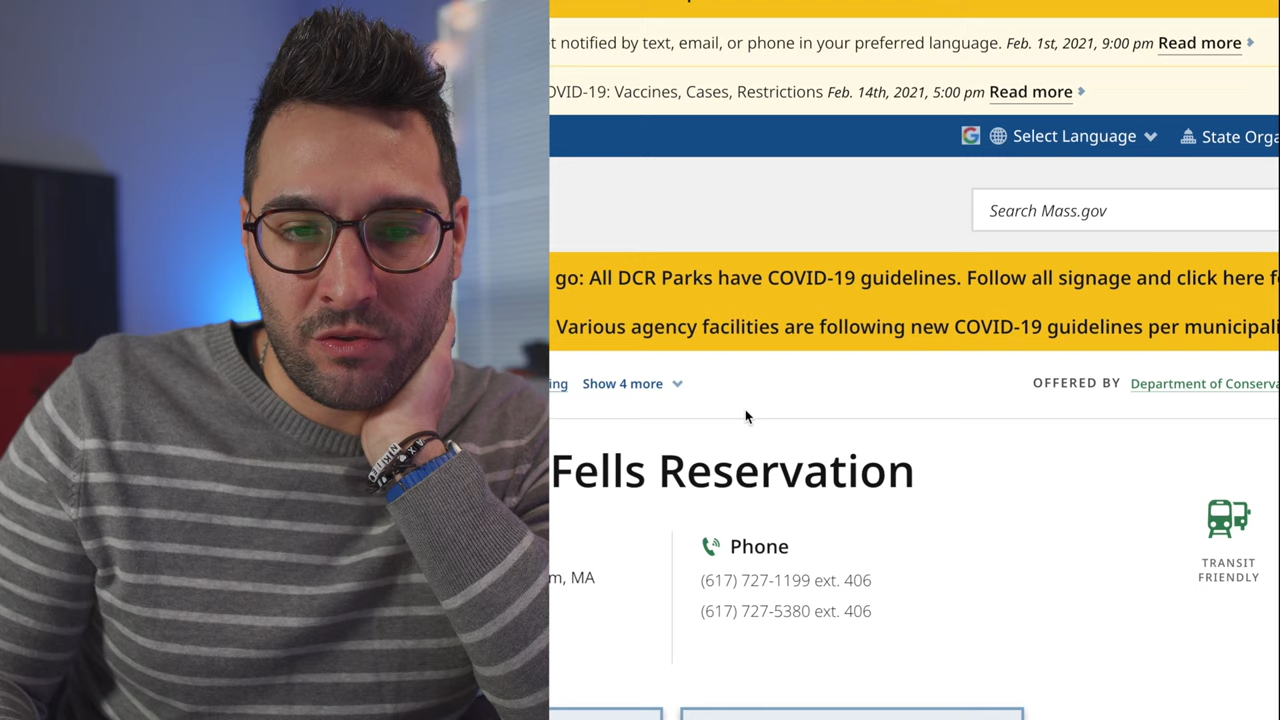 t notified by text, email, or phone in your preferred language. Feb. 1st, 2021, 9:00 pm Read more
OVID-19: Vaccines, Cases, Restrictions Feb. 14th, 2021, 5:00 pm Read more
Select Language State Orga
Search Mass.gov
go: All DCR Parks have COVID-19 guidelines. Follow all signage and click here f
Various agency facilities are following new COVID-19 guidelines per municipali
ing Show 4 more OFFERED BY Department of Conserva
Fells Reservation
Phone
m, MA
(617) 727-1199 ext. 406
(617) 727-5380 ext. 406
TRANSIT
FRIENDLY